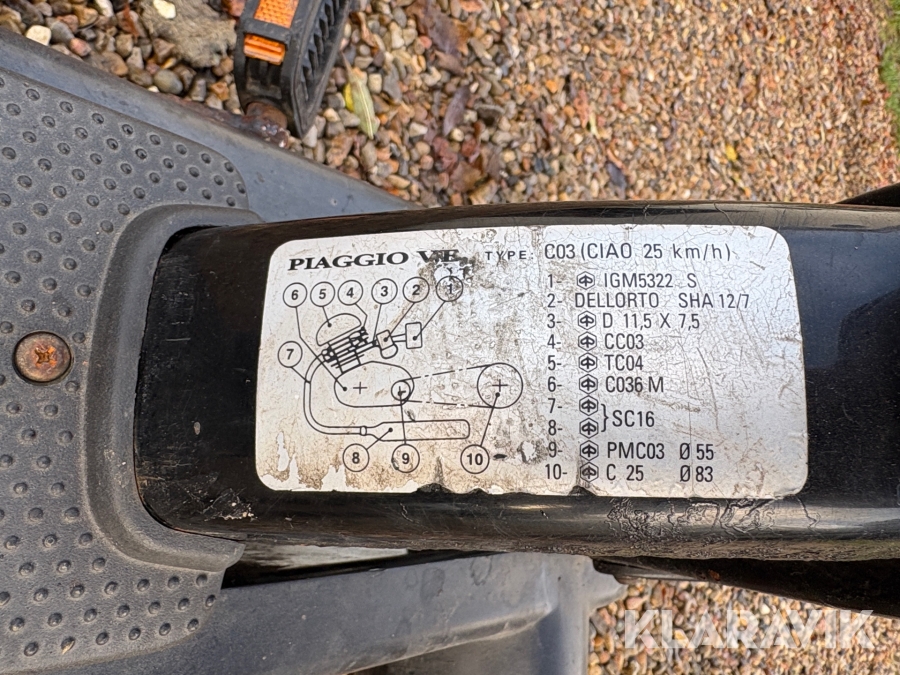 PIAGGIO V.E. TYPE: C03 (CIAO 25 km/h)
1- IGM5322 S
2- DELLORTO SHA 12/7
3- D 11,5 X 7,5
4- CC03
5- TC04
6- C036 M
7-
8- } SC16
9- PMC03 Ø 55
10- C 25 Ø 83
6 5 4 3 2 1
7
8 9 10
KLARAVIK